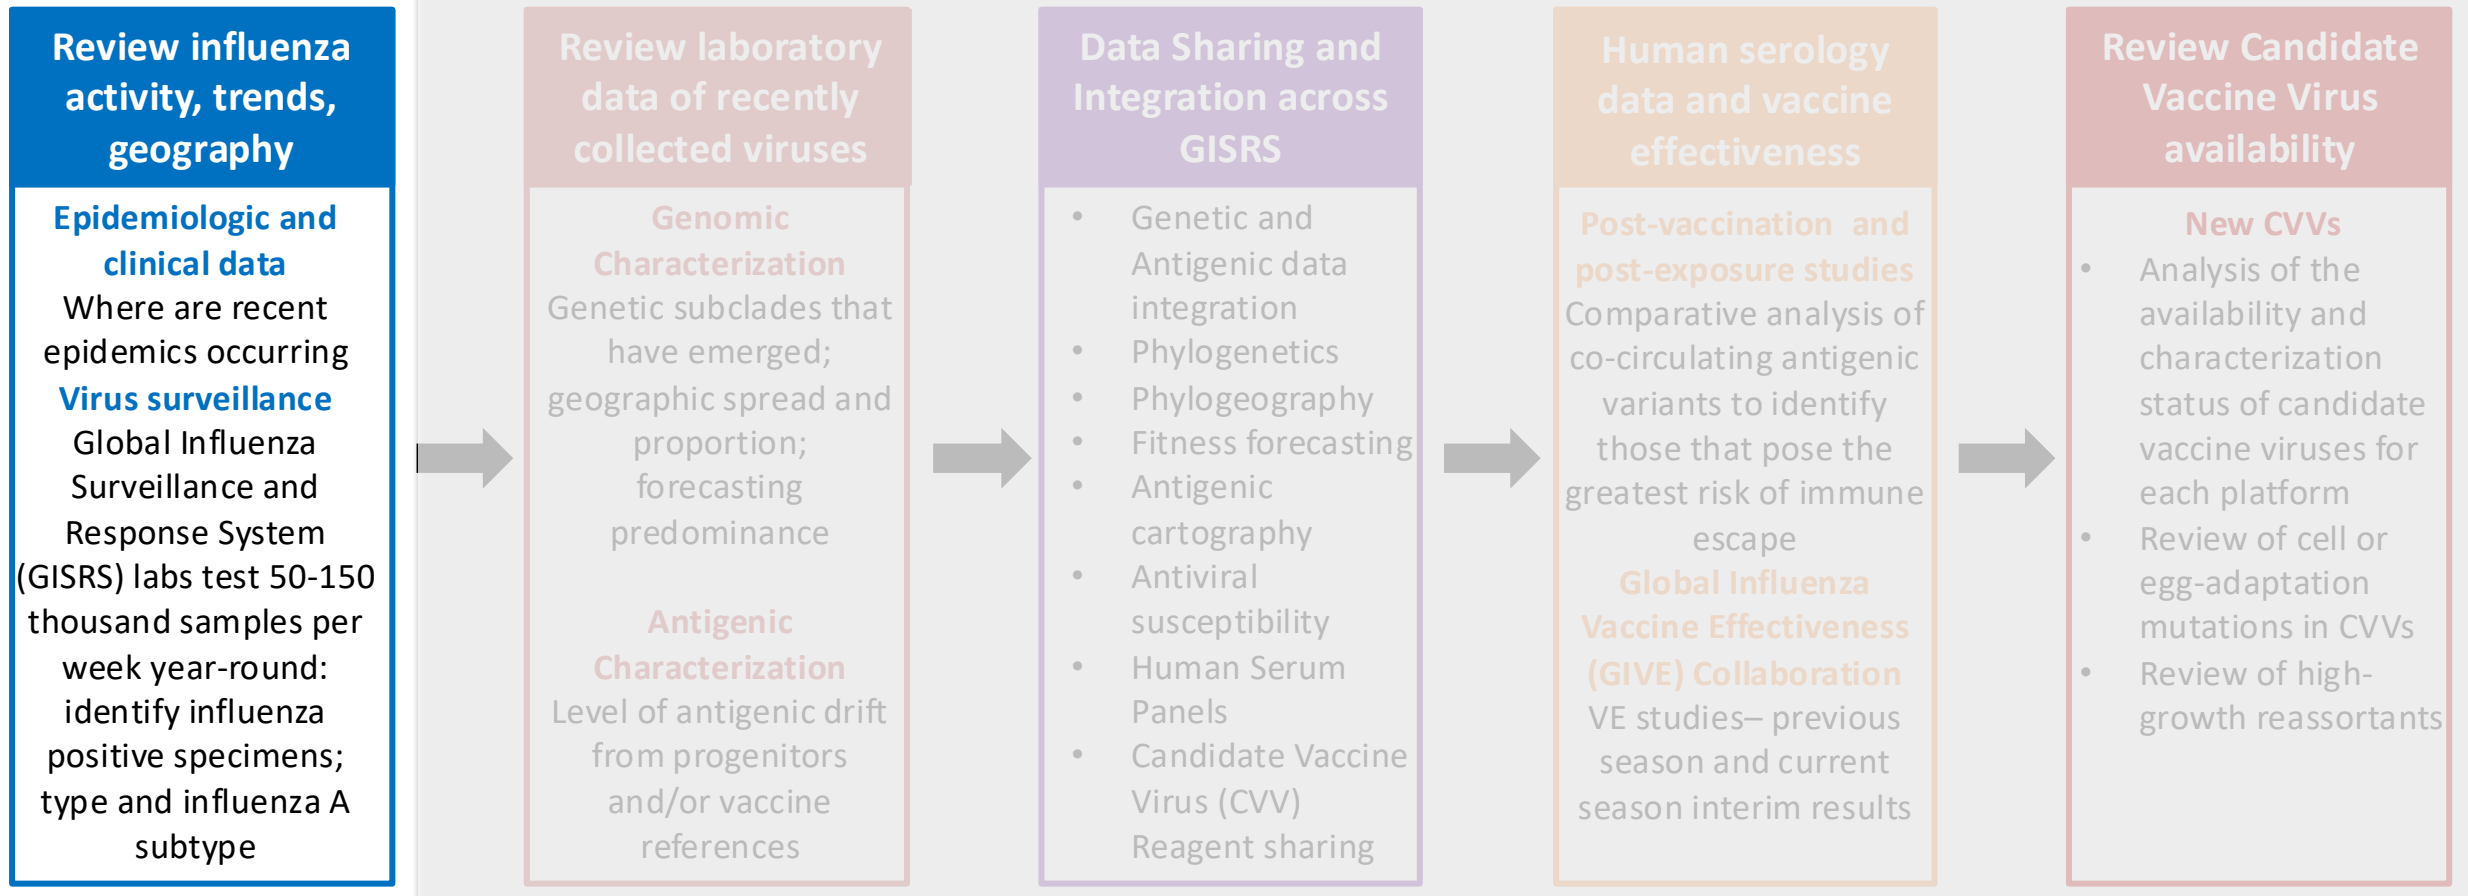 Review influenza
activity, trends,
geography
Epidemiologic and
clinical data
Where are recent
epidemics occurring
Virus surveillance
Global Influenza
Surveillance and
Response System
(GISRS) labs test 50-150
thousand samples per
week year-round:
identify influenza
positive specimens;
type and influenza A
subtype
Review laboratory
data of recently
collected viruses
Genomic
Characterization
Genetic subclades that
have emerged;
geographic spread and
proportion;
forecasting
predominance
Antigenic
Characterization
Level of antigenic drift
from progenitors
and/or vaccine
references
Data Sharing and
Integration across
GISRS
• Genetic and
Antigenic data
integration
• Phylogenetics
• Phylogeography
• Fitness forecasting
• Antigenic
cartography
• Antiviral
susceptibility
• Human Serum
Panels
• Candidate Vaccine
Virus (CVV)
Reagent sharing
Human serology
data and vaccine
effectiveness
Post-vaccination and
post-exposure studies
Comparative analysis of
co-circulating antigenic
variants to identify
those that pose the
greatest risk of immune
escape
Global Influenza
Vaccine Effectiveness
(GIVE) Collaboration
VE studies– previous
season and current
season interim results
Review Candidate
Vaccine Virus
availability
New CVVs
• Analysis of the
availability and
characterization
status of candidate
vaccine viruses for
each platform
• Review of cell or
egg-adaptation
mutations in CVVs
• Review of high-
growth reassortants